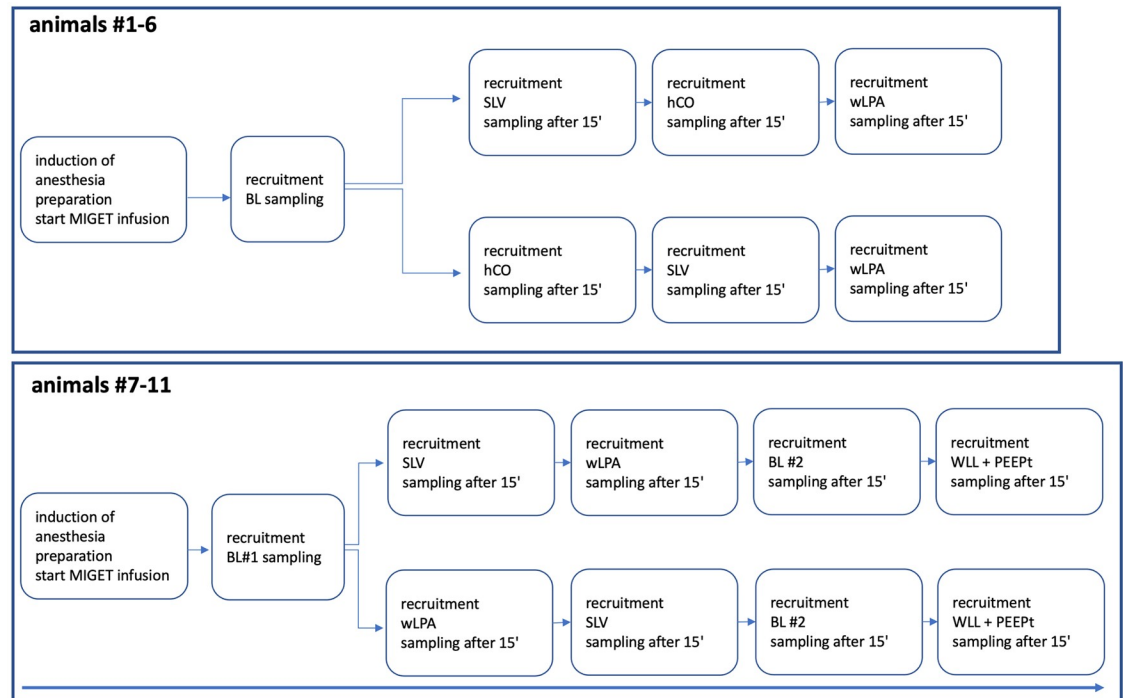 animals #1-6
induction of
anesthesia
preparation
start MIGET infusion
recruitment
BL sampling
recruitment
SLV
sampling after 15'
recruitment
hCO
sampling after 15'
recruitment
wLPA
sampling after 15'
recruitment
hCO
sampling after 15'
recruitment
SLV
sampling after 15'
recruitment
wLPA
sampling after 15'
animals #7-11
induction of
anesthesia
preparation
start MIGET infusion
recruitment
BL#1 sampling
recruitment
SLV
sampling after 15'
recruitment
wLPA
sampling after 15'
recruitment
BL #2
sampling after 15'
recruitment
WLL + PEEPt
sampling after 15'
recruitment
wLPA
sampling after 15'
recruitment
SLV
sampling after 15'
recruitment
BL #2
sampling after 15'
recruitment
WLL + PEEPt
sampling after 15'